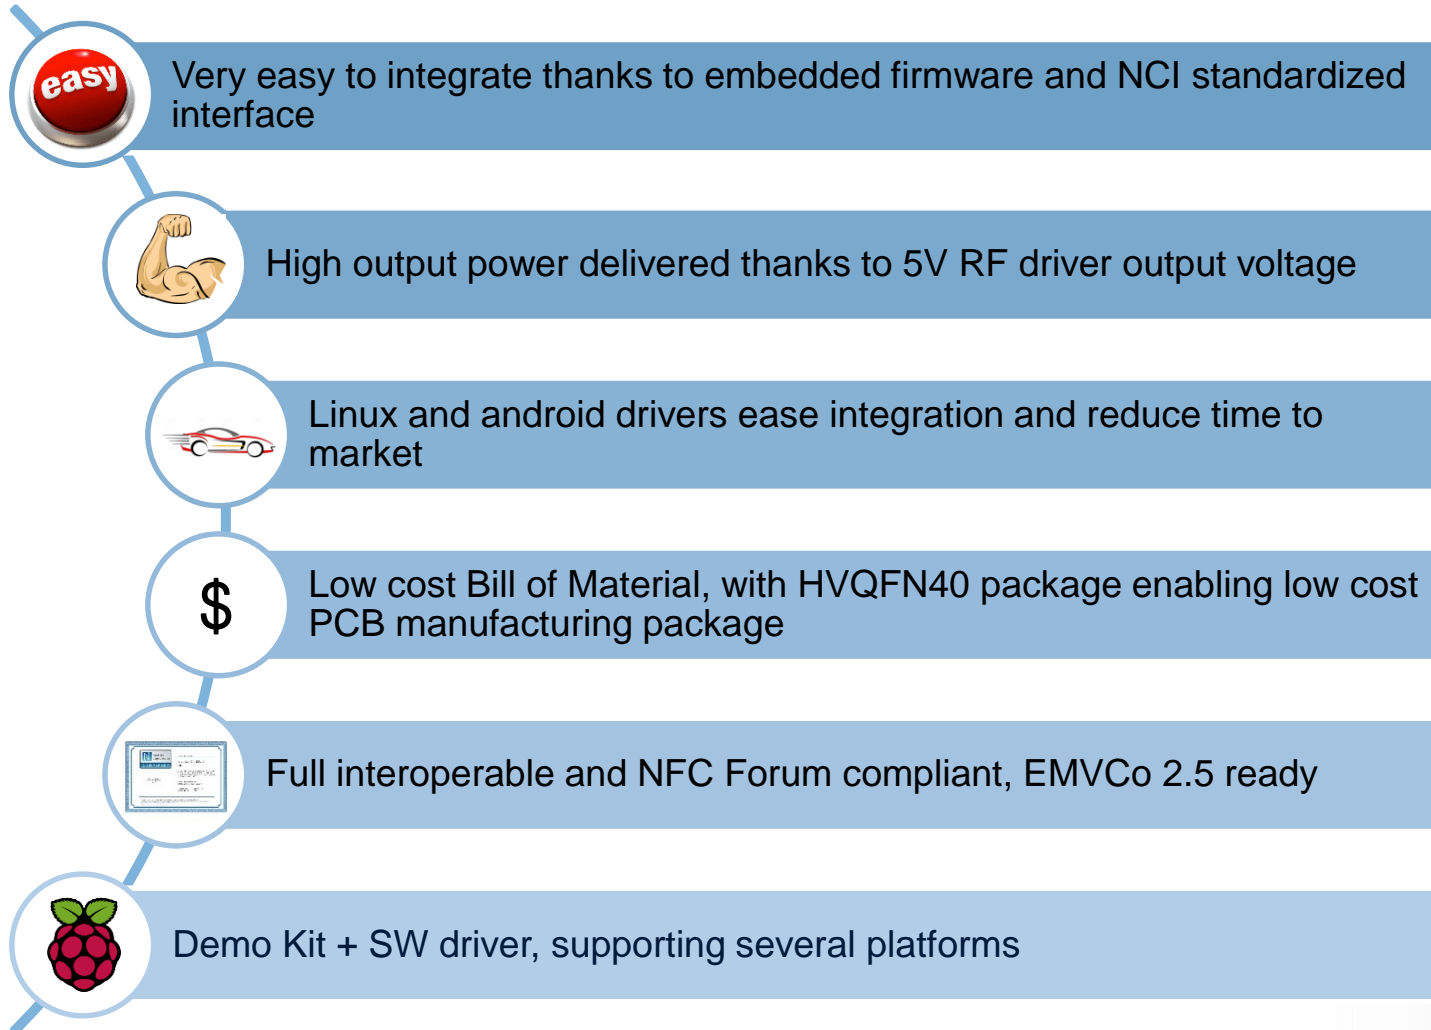 easy
Very easy to integrate thanks to embedded firmware and NCI standardized
interface
High output power delivered thanks to 5V RF driver output voltage
Linux and android drivers ease integration and reduce time to
market
$
Low cost Bill of Material, with HVQFN40 package enabling low cost
PCB manufacturing package
Full interoperable and NFC Forum compliant, EMVCo 2.5 ready
Demo Kit + SW driver, supporting several platforms